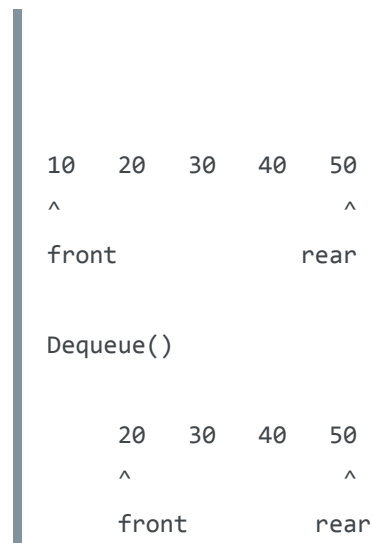 10   20   30   40   50
^                   ^
front             rear
Dequeue()
20   30   40   50
^              ^
front         rear